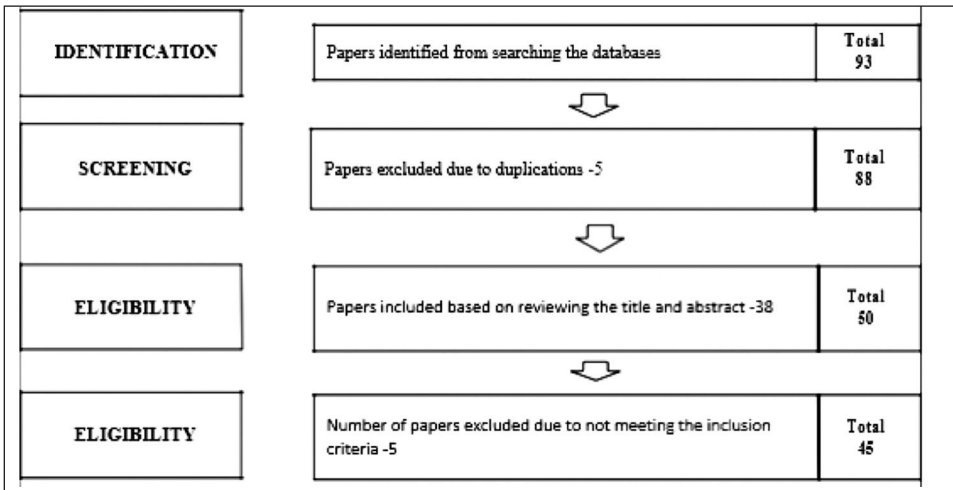 IDENTIFICATION
Papers identified from searching the databases
Total
93
SCREENING
Papers excluded due to duplications -5
Total
88
ELIGIBILITY
Papers included based on reviewing the title and abstract -38
Total
50
ELIGIBILITY
Number of papers excluded due to not meeting the inclusion
criteria -5
Total
45